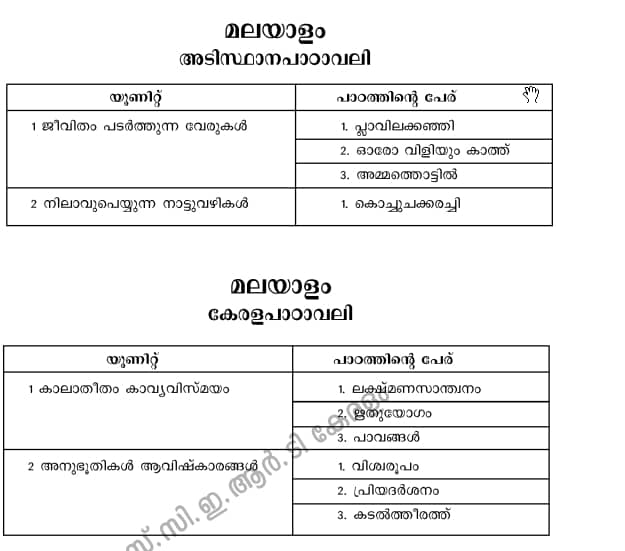 മലയാളം
അടിസ്ഥാനപാഠാവലി
യൂണിറ്റ് പാഠത്തിന്റെ പേര്
1 ജീവിതം പടർത്തുന്ന വേരുകൾ 1. പ്ലാവിലക്കഞ്ഞി
2. ഓരോ വിളിയും കാത്ത്
3. അമ്മത്തൊട്ടിൽ
2 നിലാവുപെയ്യുന്ന നാട്ടുവഴികൾ 1. കൊച്ചുചക്കരച്ചി
മലയാളം
കേരളപാഠാവലി
യൂണിറ്റ് പാഠത്തിന്റെ പേര്
1 കാലാതീതം കാവ്യവിസ്മയം 1. ലക്ഷ്മണസാന്ത്വനം
2. ഋതുയോഗം
3. പാവങ്ങൾ
2 അനുഭൂതികൾ ആവിഷ്കാരങ്ങൾ 1. വിശ്വരൂപം
2. പ്രിയദർശനം
3. കടൽത്തീരത്ത്
സി.ഇ.ആർ.ടി കേരളം